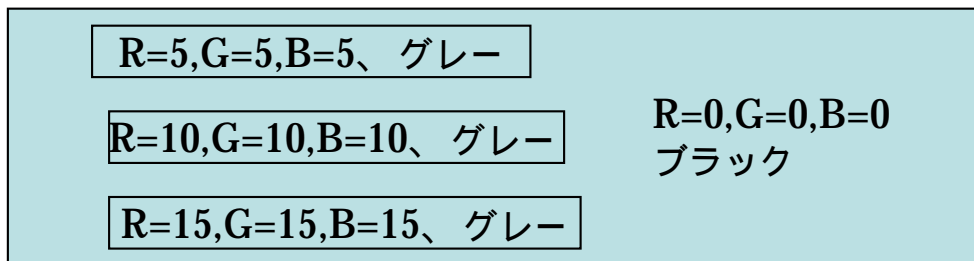 R=5,G=5,B=5、 グレー
R=10,G=10,B=10、 グレー
R=15,G=15,B=15、 グレー
R=0,G=0,B=0
ブラック